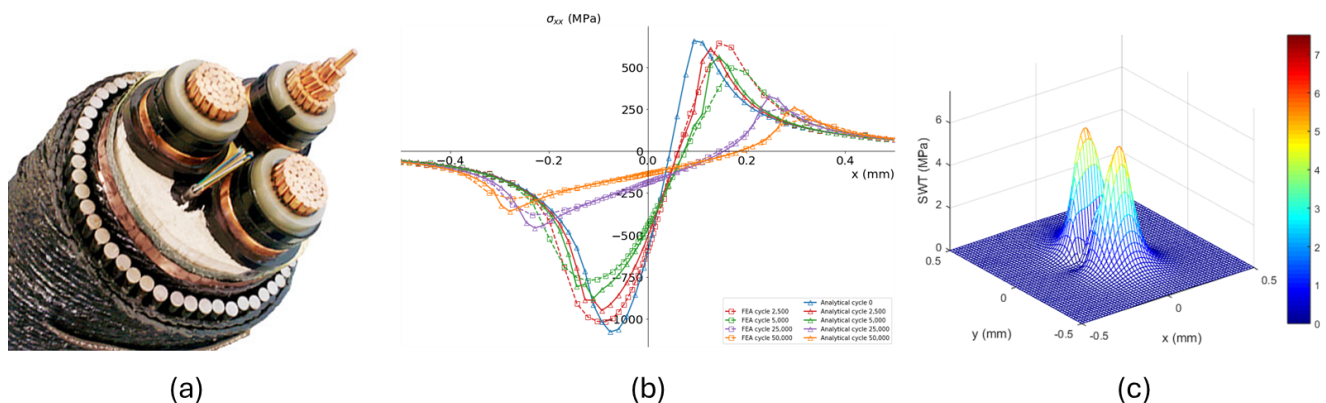 σxx (MPa)
500
250
0
-250
-500
-750
-1000
-0.4
-0.2
0.0
0.2
0.4
x (mm)
FEA cycle 2,500
FEA cycle 5,000
FEA cycle 25,000
FEA cycle 50,000
Analytical cycle 0
Analytical cycle 2,500
Analytical cycle 5,000
Analytical cycle 25,000
Analytical cycle 50,000
SWT (MPa)
6
4
2
0
0.5
0
-0.5
y (mm)
-0.5
0
0.5
x (mm)
7
6
5
4
3
2
1
0
(a)
(b)
(c)